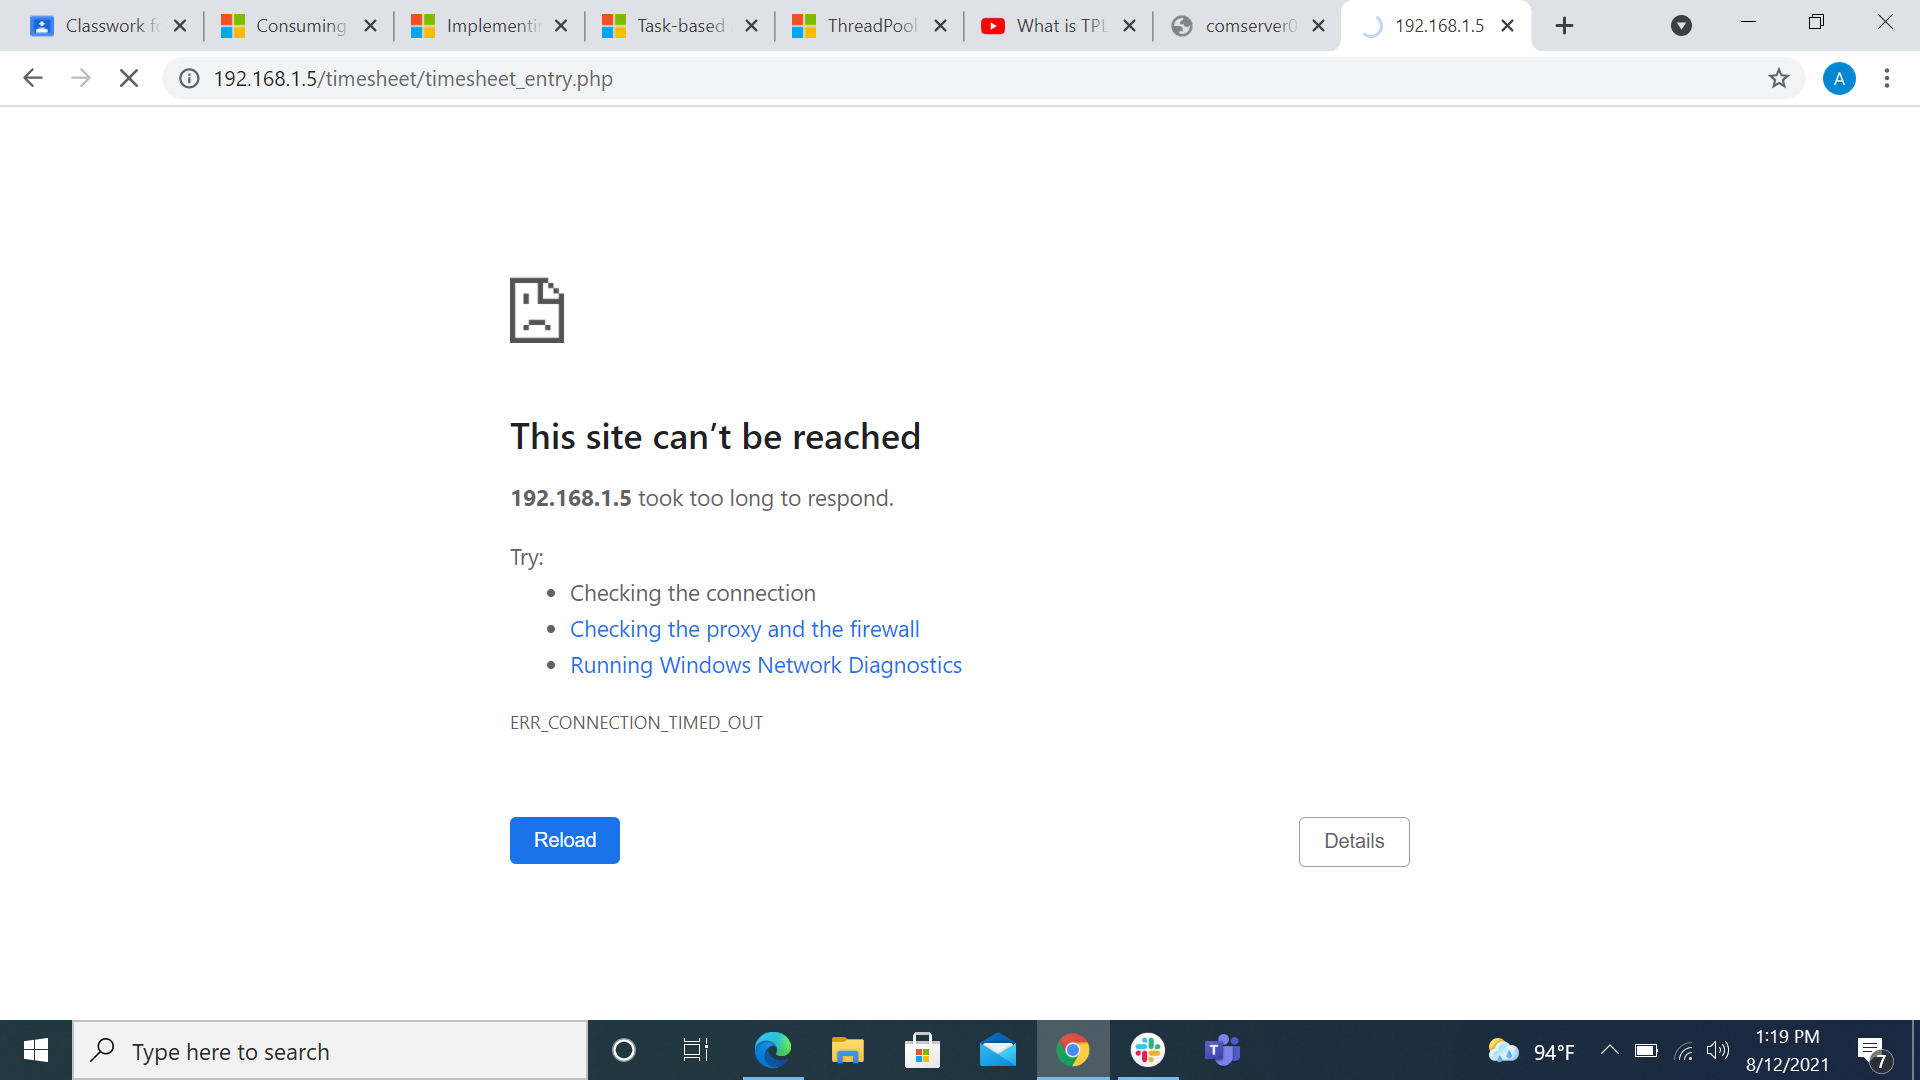 Classwork fo
Consuming
Implementi
Task-based
ThreadPool
What is TPL
comserver0
192.168.1.5
192.168.1.5/timesheet/timesheet_entry.php
A
This site can’t be reached
192.168.1.5 took too long to respond.
Try:
• Checking the connection
• Checking the proxy and the firewall
• Running Windows Network Diagnostics
ERR_CONNECTION_TIMED_OUT
Reload
Details
Type here to search
T
94°F
1:19 PM
8/12/2021
7